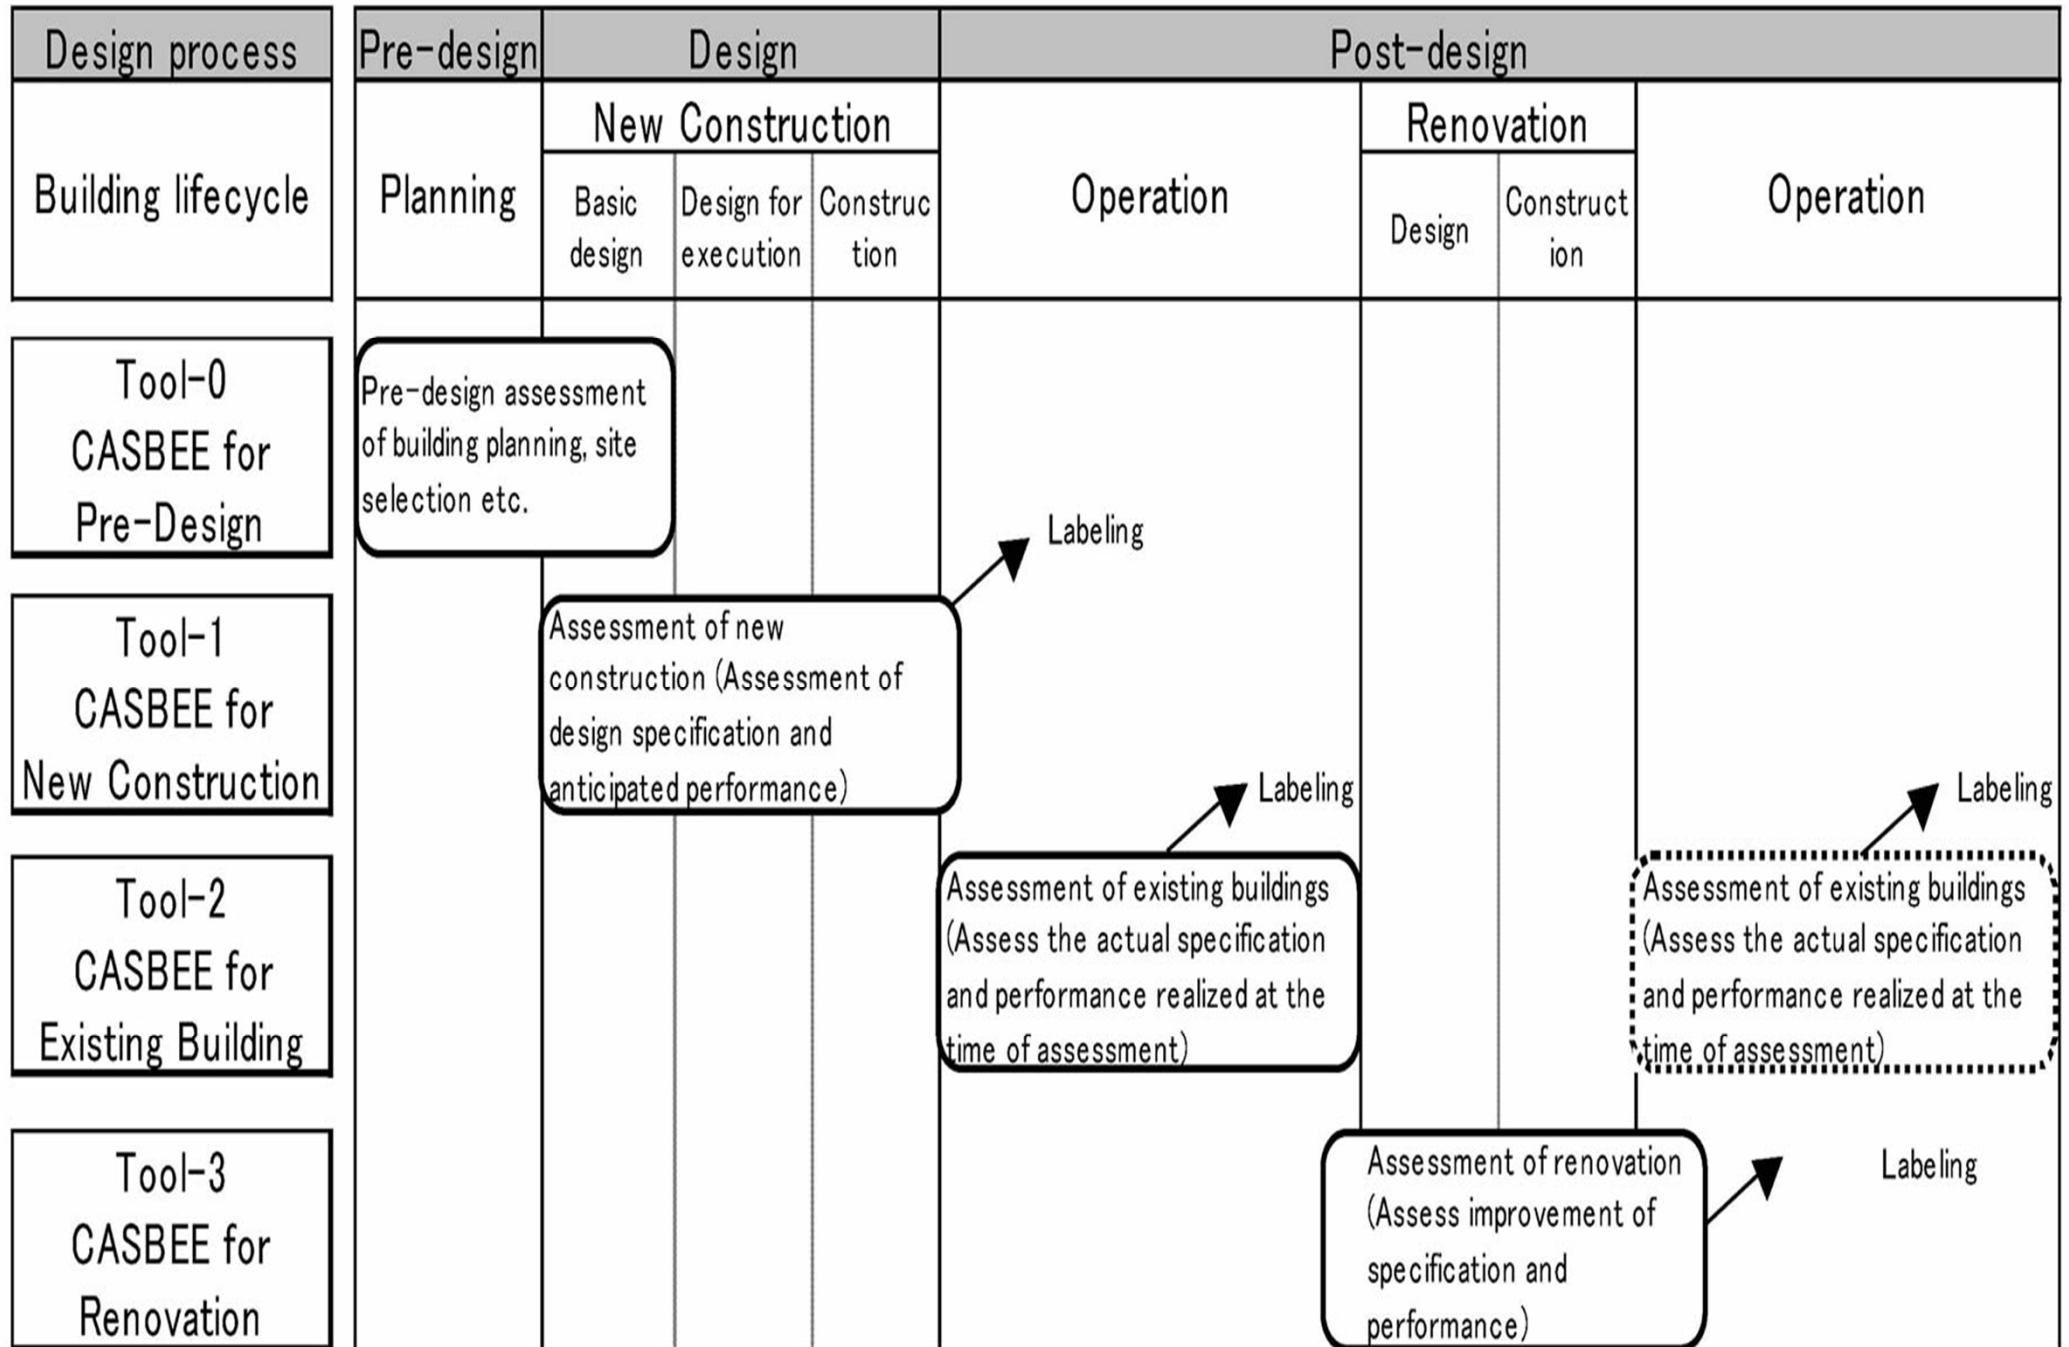 Design process
Pre-design
Design
Post-design
Building lifecycle
Planning
New Construction
Basic
design
Design for
execution
Construc
tion
Operation
Renovation
Design
Construct
ion
Operation
Tool-0
CASBEE for
Pre-Design
Pre-design assessment
of building planning, site
selection etc.
Labeling
Tool-1
CASBEE for
New Construction
Assessment of new
construction (Assessment of
design specification and
anticipated performance)
Labeling
Labeling
Tool-2
CASBEE for
Existing Building
Assessment of existing buildings
(Assess the actual specification
and performance realized at the
time of assessment)
Assessment of existing buildings
(Assess the actual specification
and performance realized at the
time of assessment)
Tool-3
CASBEE for
Renovation
Assessment of renovation
(Assess improvement of
specification and
performance)
Labeling